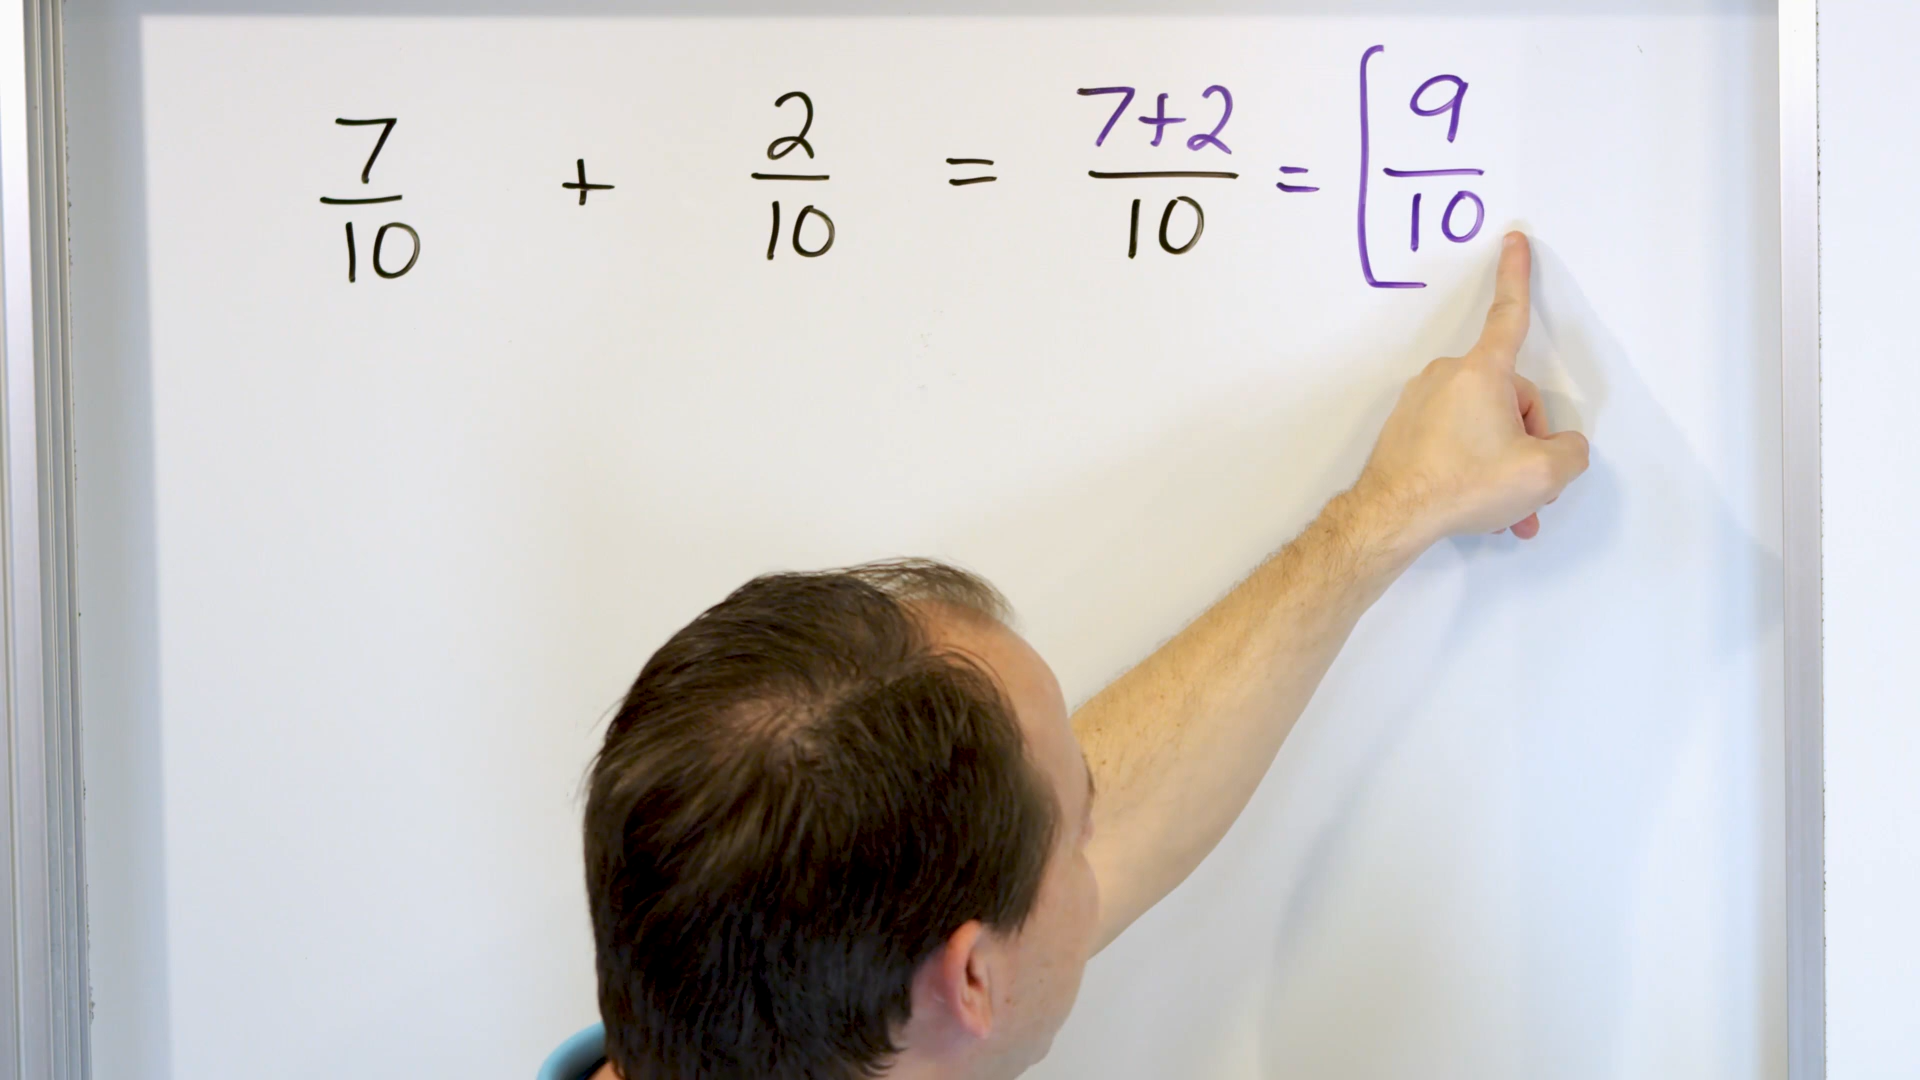 7/10 + 2/10 = 7+2/10 = [9/10